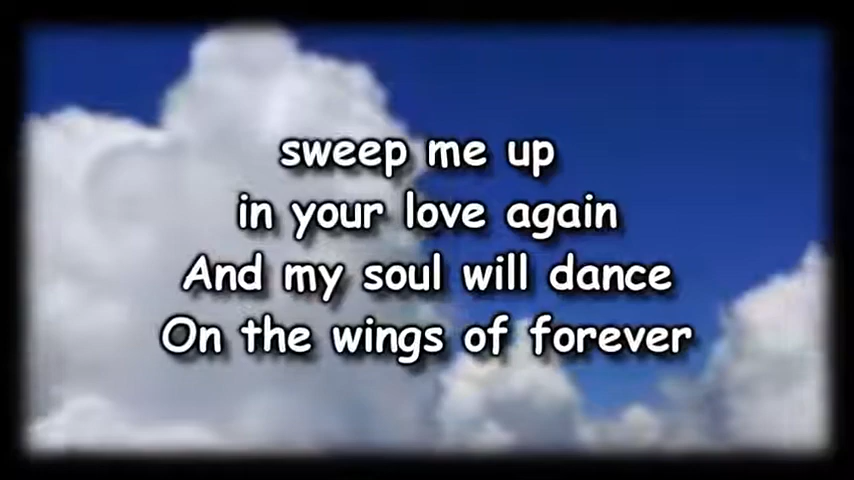 sweep me up
in your love again
And my soul will dance
On the wings of forever